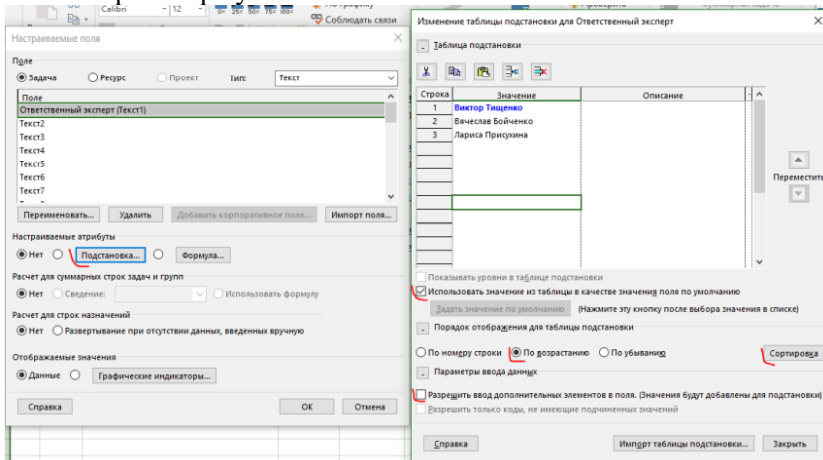 Calibri
12
Соблюдать связи
Настраиваемые поля
Поле
Задача Ресурс Проект Тип: Текст
Поле
Ответственный эксперт (Текст1)
Текст2
Текст3
Текст4
Текст5
Текст6
Текст7
Переименовать... Удалить Добавить корпоративное поле... Импорт поля...
Настраиваемые атрибуты
Нет Подстановка... Формула...
Расчет для суммарных строк задач и групп
Нет Сведение: Использовать формулу
Расчет для строк назначений
Нет Развертывание при отсутствии данных, введенных вручную
Отображаемые значения
Данные Графические индикаторы...
Справка ОК Отмена
Изменение таблицы подстановки для Ответственный эксперт
Таблица подстановки
Строка Значение Описание
1 Виктор Тищенко
2 Вячеслав Бойченко
3 Лариса Присухина
Переместить
Показывать уровни в таблице подстановки
Использовать значение из таблицы в качестве значения поля по умолчанию
Задать значение по умолчанию (Нажмите эту кнопку после выбора значения в списке)
Порядок отображения для таблицы подстановки
По номеру строки По возрастанию По убыванию Сортировка
Параметры ввода данных
Разрешить ввод дополнительных элементов в поля. (Значения будут добавлены для подстановки)
Разрешить только коды, не имеющие подчиненных значений
Справка Импорт таблицы подстановки... Закрыть